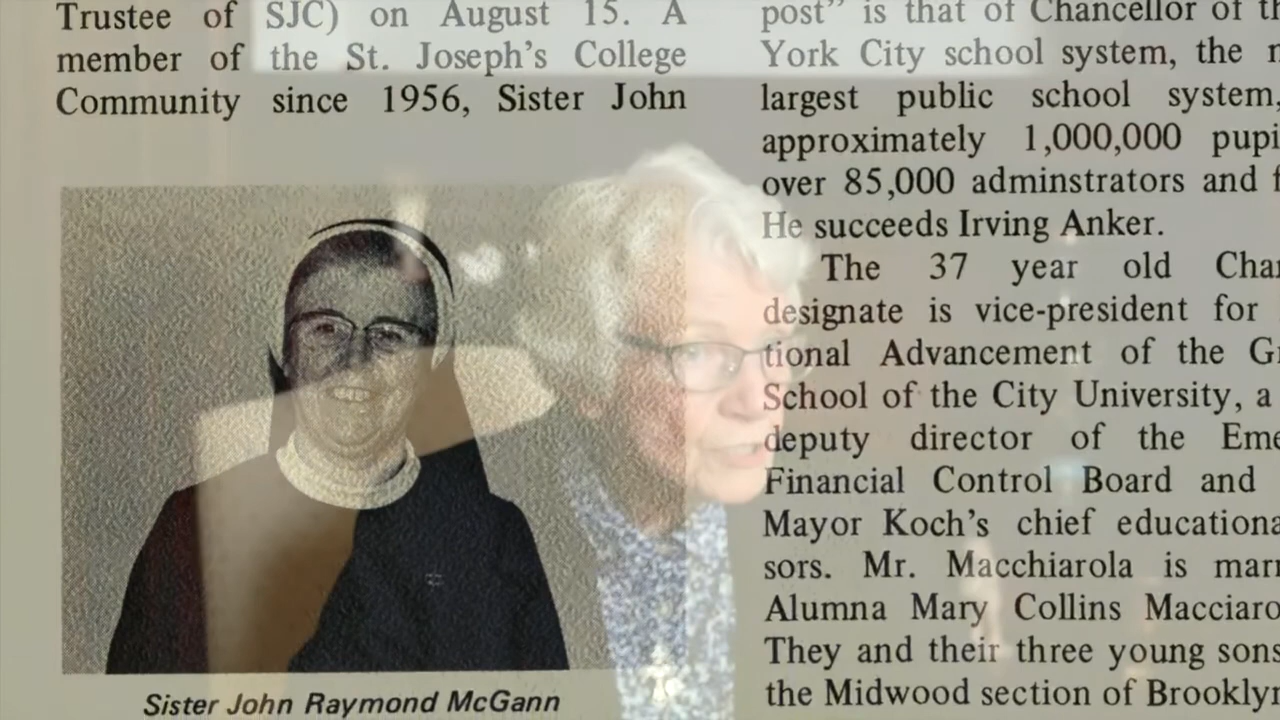 Trustee of SJC) on August 15. A
member of the St. Joseph's College
Community since 1956, Sister John
Sister John Raymond McGann
post" is that of Chancellor of
York City school system, the
largest public school system,
approximately 1,000,000
over 85,000 adminstrators and
He succeeds Irving Anker.
The 37 year old
designate is vice-president for
tional Advancement of the
School of the City University, a
deputy director of the
Financial Control Board and
Mayor Koch's chief
sors. Mr. Macchiarola is
Alumna Mary Collins
They and their three young sons
the Midwood section of